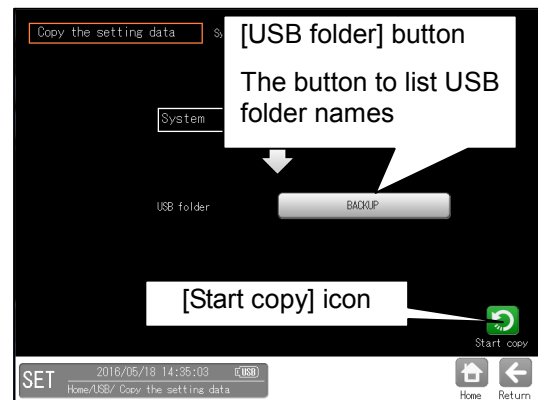 Copy the setting data
[USB folder] button
The button to list USB
folder names
System
USB folder
BACKUP
[Start copy] icon
Start copy
SET
2016/05/18 14:35:03
USB
Home/USB/ Copy the setting data
Home
Return